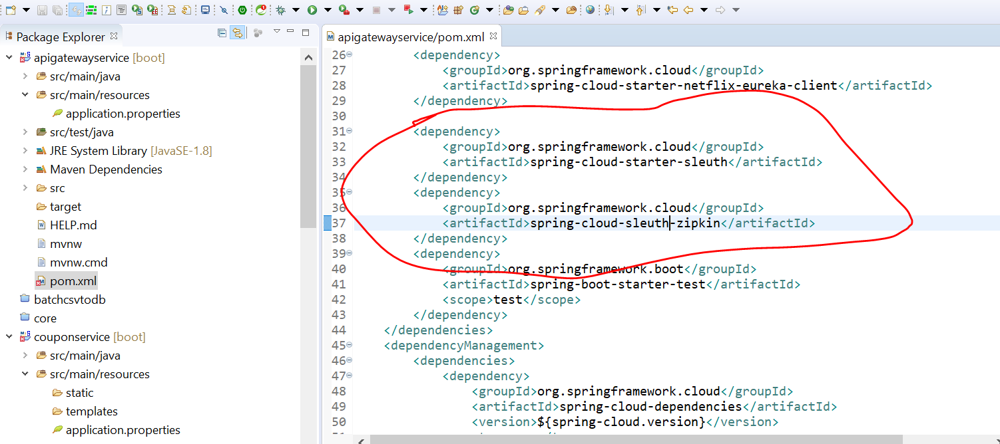 Package Explorer
apigatewayservice [boot]
src/main/java
src/main/resources
application.properties
src/test/java
JRE System Library [JavaSE-1.8]
Maven Dependencies
src
target
HELP.md
mvnw
mvnw.cmd
pom.xml
batchcsvtodb
core
couponservice [boot]
src/main/java
src/main/resources
static
templates
application.properties
apigatewayservice/pom.xml
26 <dependency>
27 <groupId>org.springframework.cloud</groupId>
28 <artifactId>spring-cloud-starter-netflix-eureka-client</artifactId>
29 </dependency>
30
31 <dependency>
32 <groupId>org.springframework.cloud</groupId>
33 <artifactId>spring-cloud-starter-sleuth</artifactId>
34 </dependency>
35 <dependency>
36 <groupId>org.springframework.cloud</groupId>
37 <artifactId>spring-cloud-sleuth-zipkin</artifactId>
38 </dependency>
39 <dependency>
40 <groupId>org.springframework.boot</groupId>
41 <artifactId>spring-boot-starter-test</artifactId>
42 <scope>test</scope>
43 </dependency>
44 </dependencies>
45 <dependencyManagement>
46 <dependencies>
47 <dependency>
48 <groupId>org.springframework.cloud</groupId>
49 <artifactId>spring-cloud-dependencies</artifactId>
50 <version>${spring-cloud.version}</version>